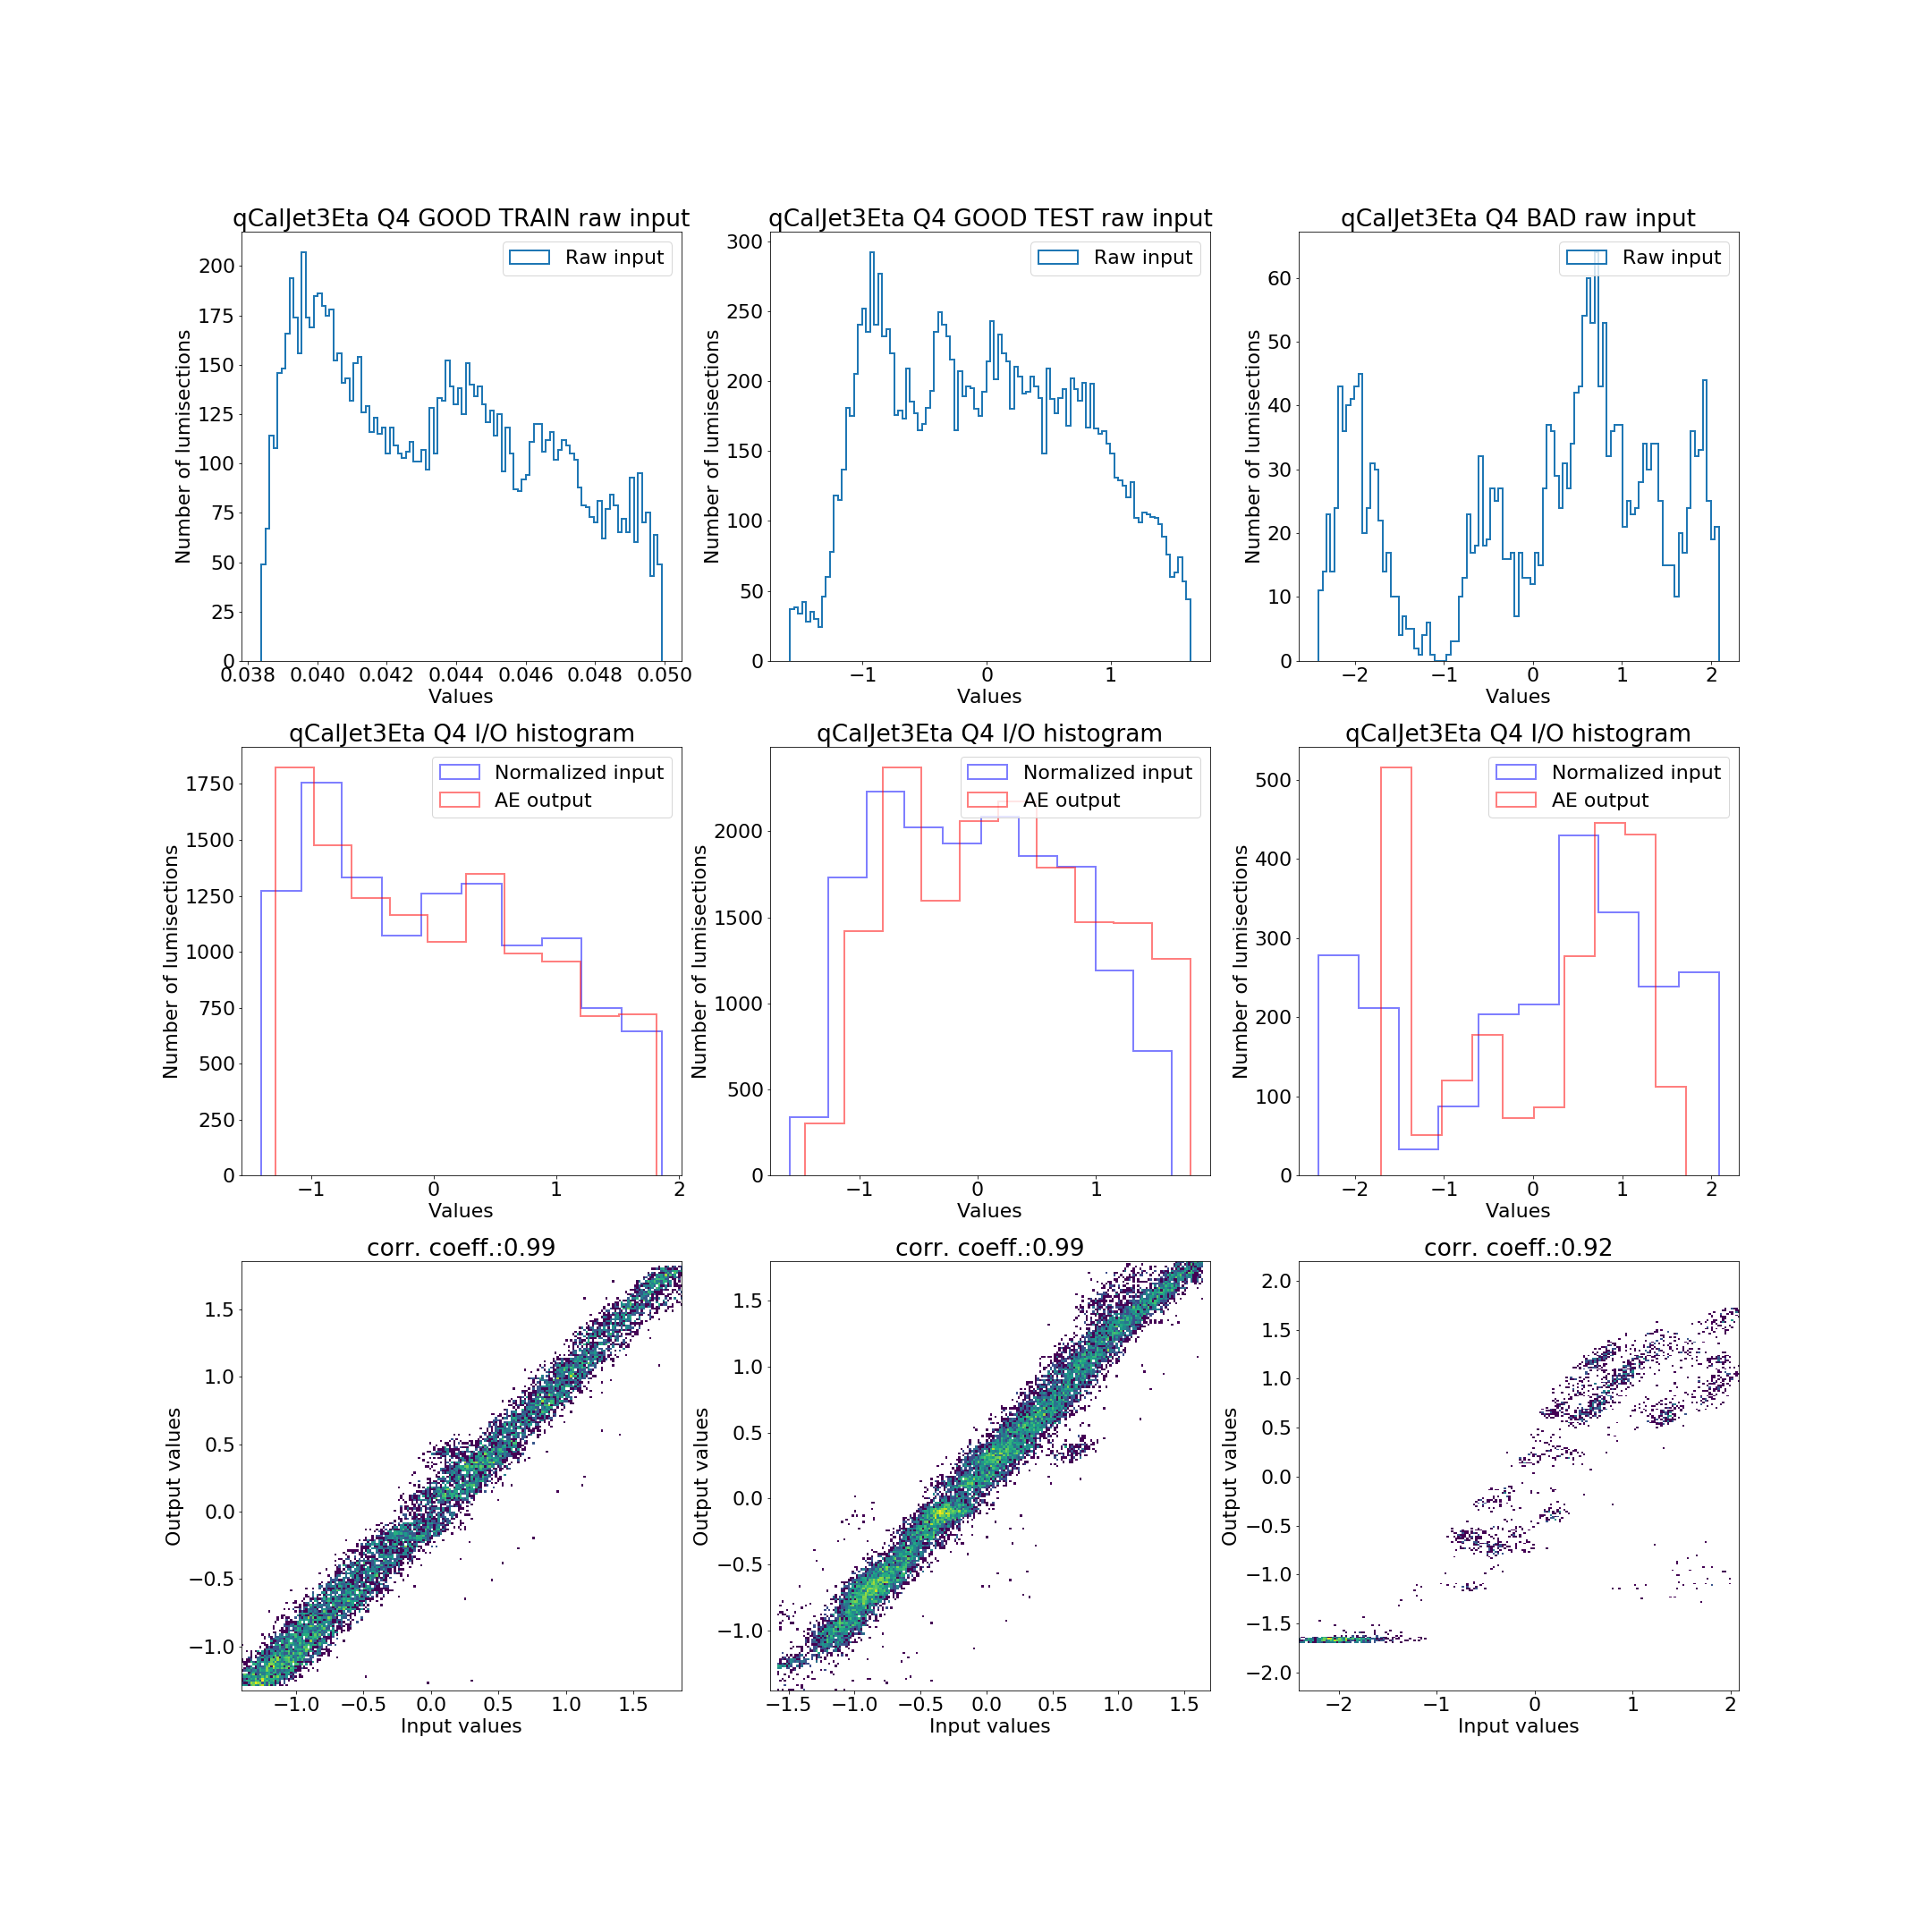 qCalJet3Eta Q4 GOOD TRAIN raw input
Number of lumisections
200
175
150
125
100
75
50
25
0
Raw input
0.038 0.040 0.042 0.044 0.046 0.048 0.050
Values
qCalJet3Eta Q4 GOOD TEST raw input
Number of lumisections
300
250
200
150
100
50
0
Raw input
−1 0 1
Values
qCalJet3Eta Q4 BAD raw input
Number of lumisections
60
50
40
30
20
10
0
Raw input
−2 −1 0 1 2
Values
qCalJet3Eta Q4 I/O histogram
Number of lumisections
1750
1500
1250
1000
750
500
250
0
Normalized input
AE output
−1 0 1 2
Values
qCalJet3Eta Q4 I/O histogram
Number of lumisections
2000
1500
1000
500
0
Normalized input
AE output
−1 0 1
Values
qCalJet3Eta Q4 I/O histogram
Number of lumisections
500
400
300
200
100
0
Normalized input
AE output
−2 −1 0 1 2
Values
corr. coeff.:0.99
Output values
1.5
1.0
0.5
0.0
−0.5
−1.0
−1.0 −0.5 0.0 0.5 1.0 1.5
Input values
corr. coeff.:0.99
Output values
1.5
1.0
0.5
0.0
−0.5
−1.0
−1.5 −1.0 −0.5 0.0 0.5 1.0 1.5
Input values
corr. coeff.:0.92
Output values
2.0
1.5
1.0
0.5
0.0
−0.5
−1.0
−1.5
−2.0
−2 −1 0 1 2
Input values